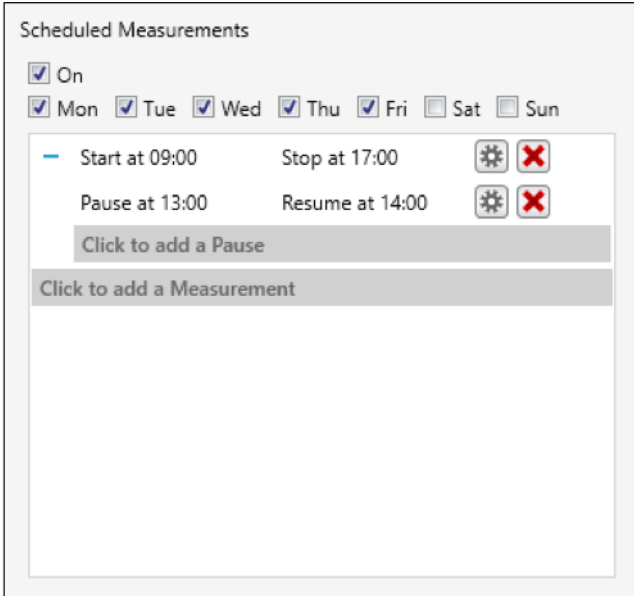 Scheduled Measurements
On
Mon Tue Wed Thu Fri Sat Sun
Start at 09:00 Stop at 17:00
Pause at 13:00 Resume at 14:00
Click to add a Pause
Click to add a Measurement